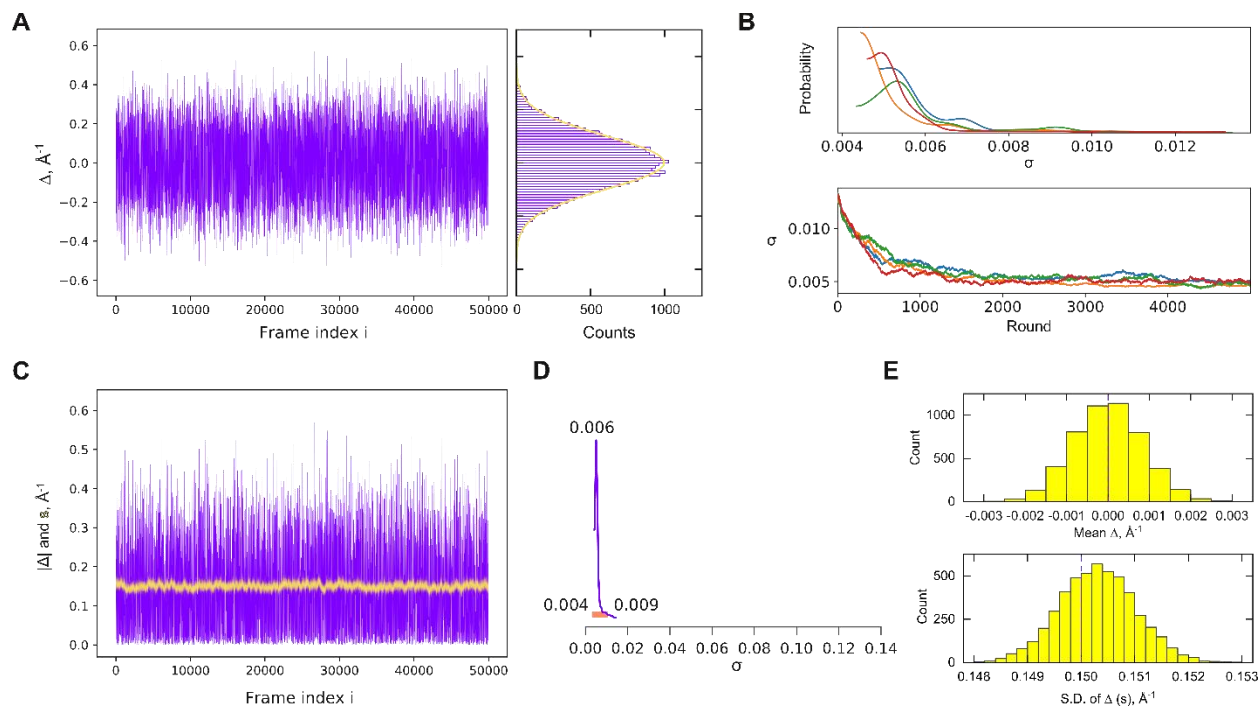 A
0.6
0.4
0.2
0.0
−0.2
−0.4
−0.6
Δ, Å⁻¹
0 10000 20000 30000 40000 50000
Frame index i
0 500 1000
Counts
B
Probability
0.004 0.006 0.008 0.010 0.012
σ
σ
0.010
0.005
0 1000 2000 3000 4000
Round
C
0.6
0.5
0.4
0.3
0.2
0.1
0.0
|Δ| and s, Å⁻¹
0 10000 20000 30000 40000 50000
Frame index i
D
0.006
0.004 0.009
0.00 0.02 0.04 0.06 0.08 0.10 0.12 0.14
σ
E
1000
500
0
Count
-0.003 -0.002 -0.001 0.000 0.001 0.002 0.003
Mean Δ, Å⁻¹
500
250
0
Count
0.148 0.149 0.150 0.151 0.152 0.153
S.D. of Δ (s), Å⁻¹